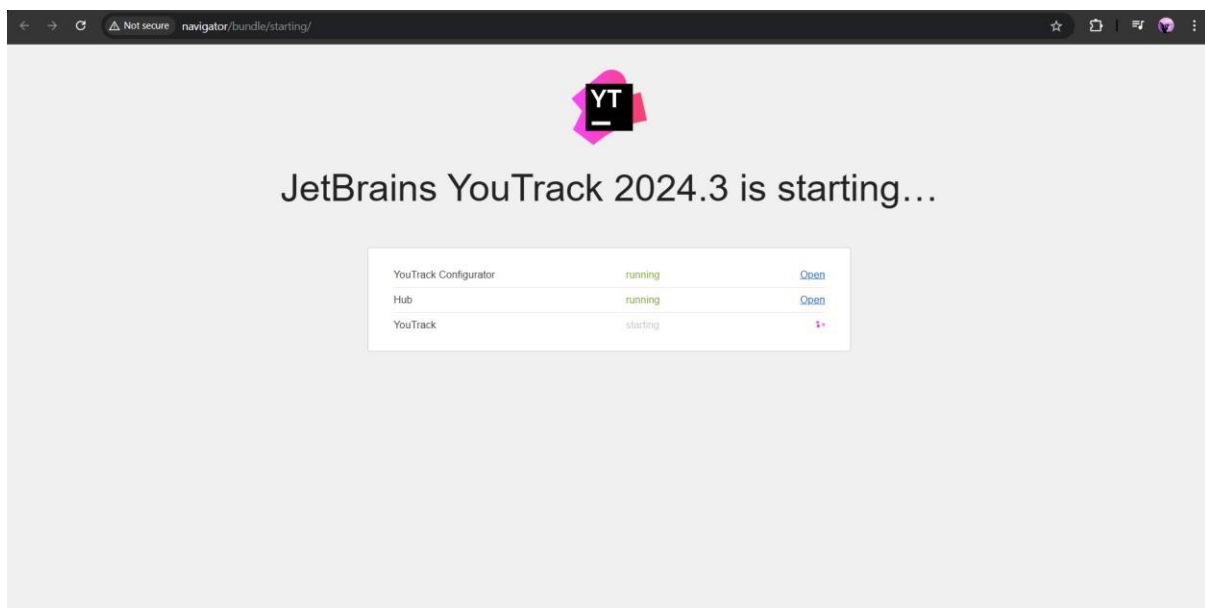 Not secure navigator/bundle/starting/
YT
JetBrains YouTrack 2024.3 is starting…
YouTrack Configurator running Open
Hub running Open
YouTrack starting